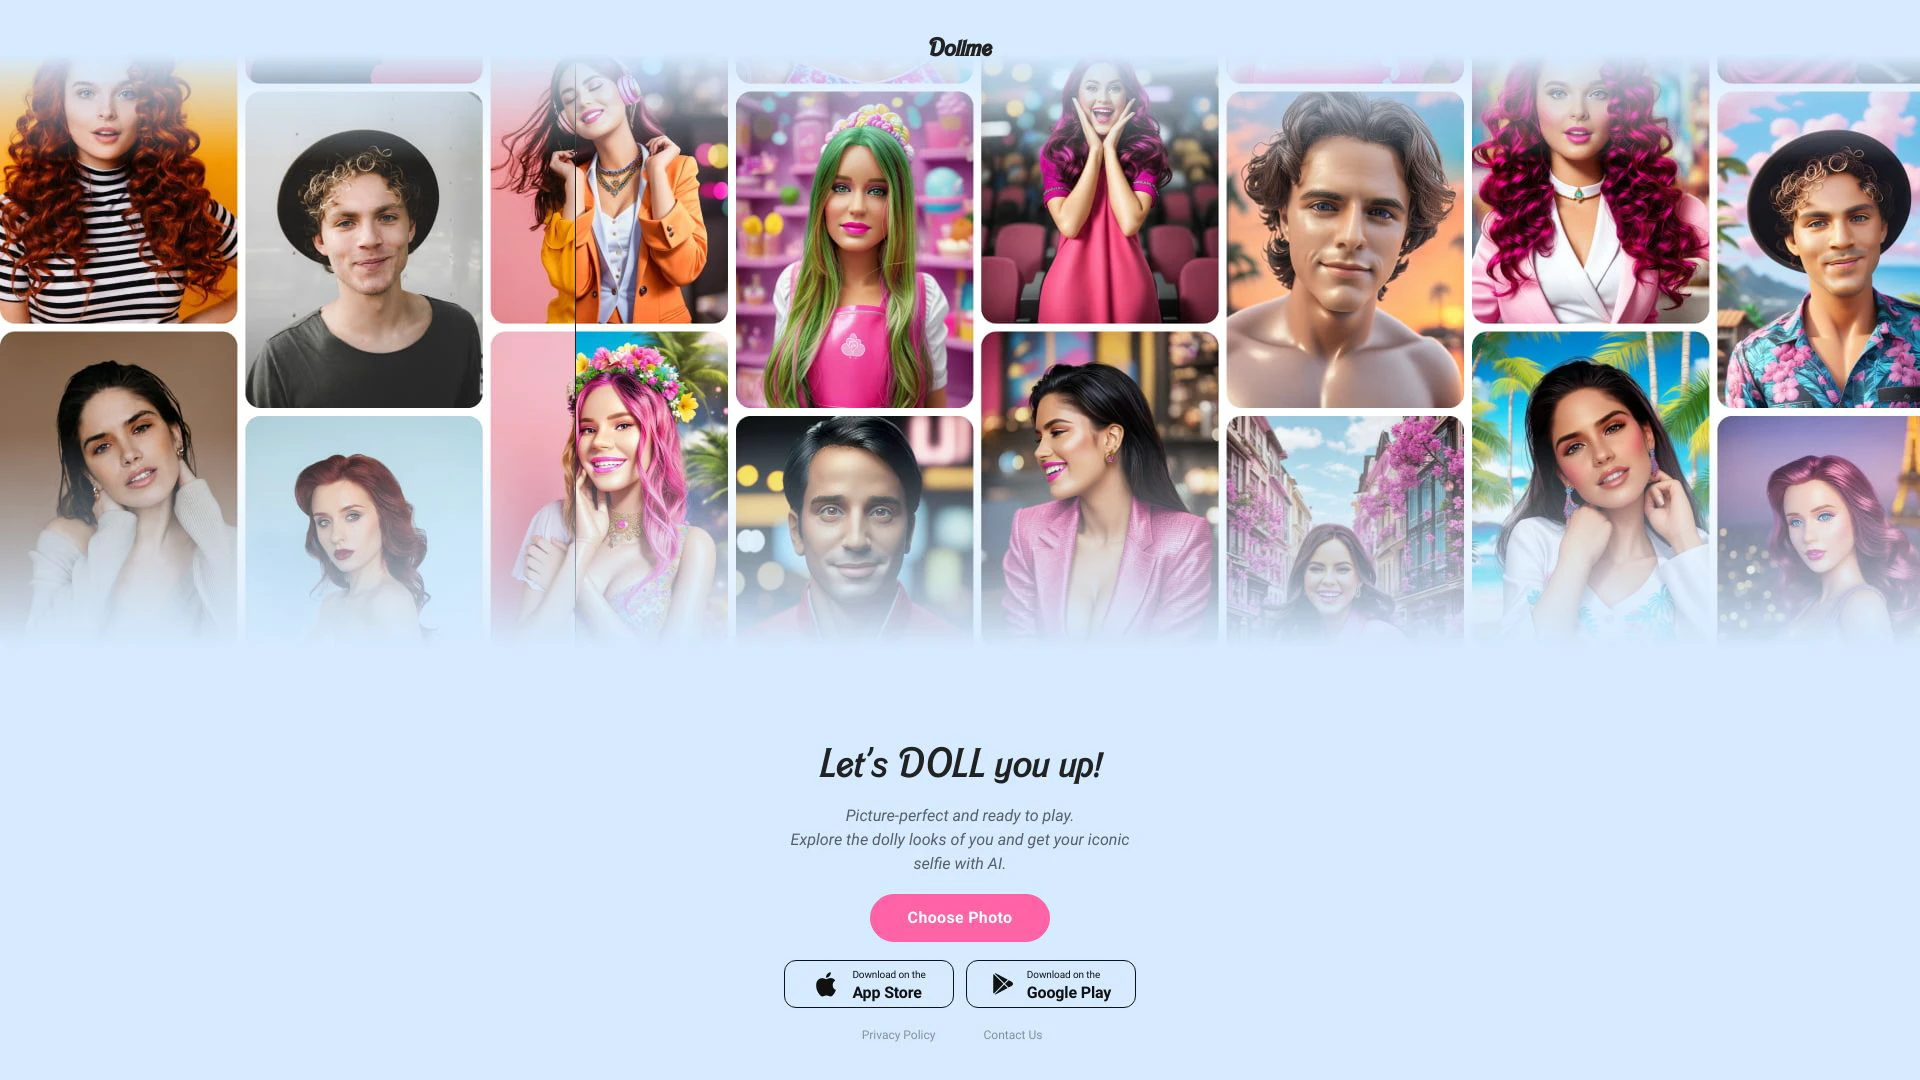 Dollme
Let's DOLL you up!
Picture-perfect and ready to play.
Explore the dolly looks of you and get your iconic
selfie with AI.
Choose Photo
Download on the
App Store
Download on the
Google Play
Privacy Policy
Contact Us